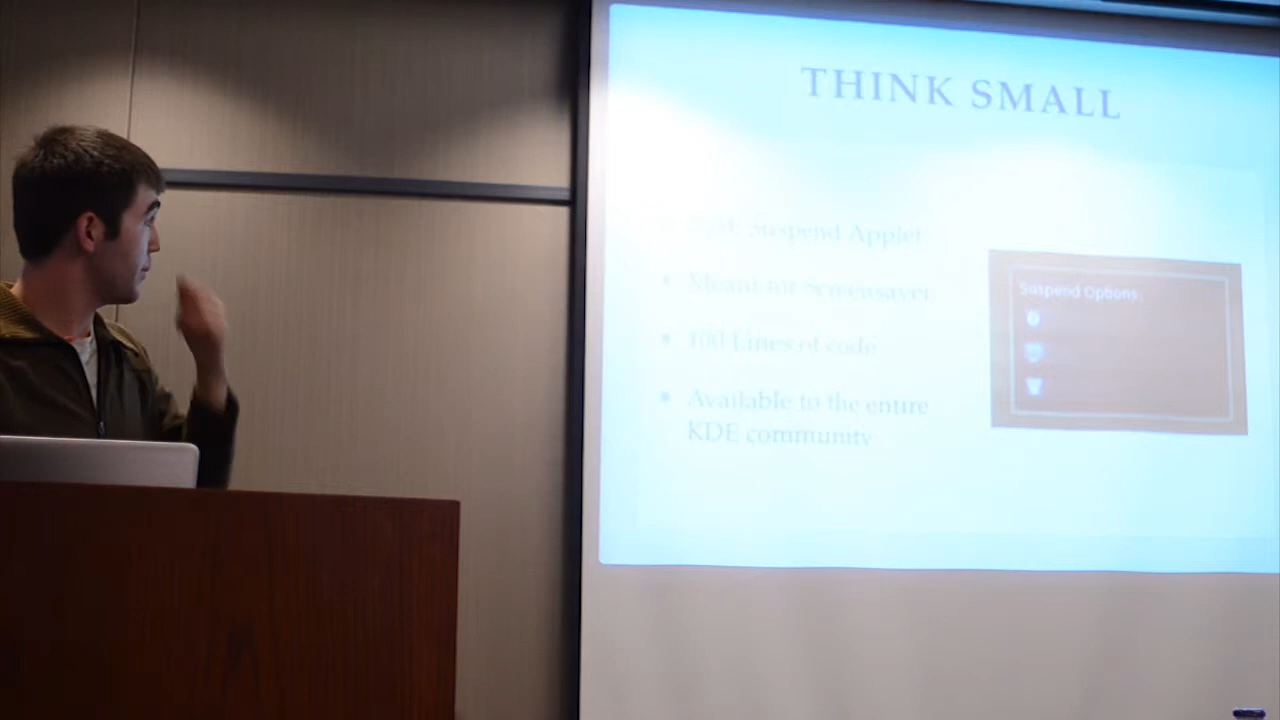 THINK SMALL
Suspend Applet
Meant for Screensaver
100 Lines of code
Available to the entire
KDE community
Suspend Options: